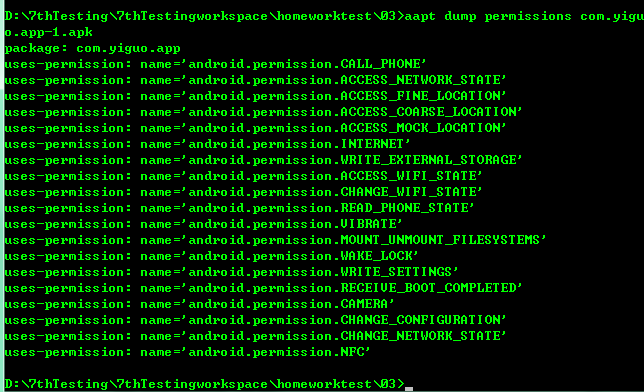 D:\7thTesting\7thTestingworkspace\homeworktest\03>aapt dump permissions com.yigu
o.app-1.apk
package: com.yiguo.app
uses-permission: name='android.permission.CALL_PHONE'
uses-permission: name='android.permission.ACCESS_NETWORK_STATE'
uses-permission: name='android.permission.ACCESS_FINE_LOCATION'
uses-permission: name='android.permission.ACCESS_COARSE_LOCATION'
uses-permission: name='android.permission.ACCESS_MOCK_LOCATION'
uses-permission: name='android.permission.INTERNET'
uses-permission: name='android.permission.WRITE_EXTERNAL_STORAGE'
uses-permission: name='android.permission.ACCESS_WIFI_STATE'
uses-permission: name='android.permission.CHANGE_WIFI_STATE'
uses-permission: name='android.permission.READ_PHONE_STATE'
uses-permission: name='android.permission.VIBRATE'
uses-permission: name='android.permission.MOUNT_UNMOUNT_FILESYSTEMS'
uses-permission: name='android.permission.WAKE_LOCK'
uses-permission: name='android.permission.WRITE_SETTINGS'
uses-permission: name='android.permission.RECEIVE_BOOT_COMPLETED'
uses-permission: name='android.permission.CAMERA'
uses-permission: name='android.permission.CHANGE_CONFIGURATION'
uses-permission: name='android.permission.CHANGE_NETWORK_STATE'
uses-permission: name='android.permission.NFC'
D:\7thTesting\7thTestingworkspace\homeworktest\03>